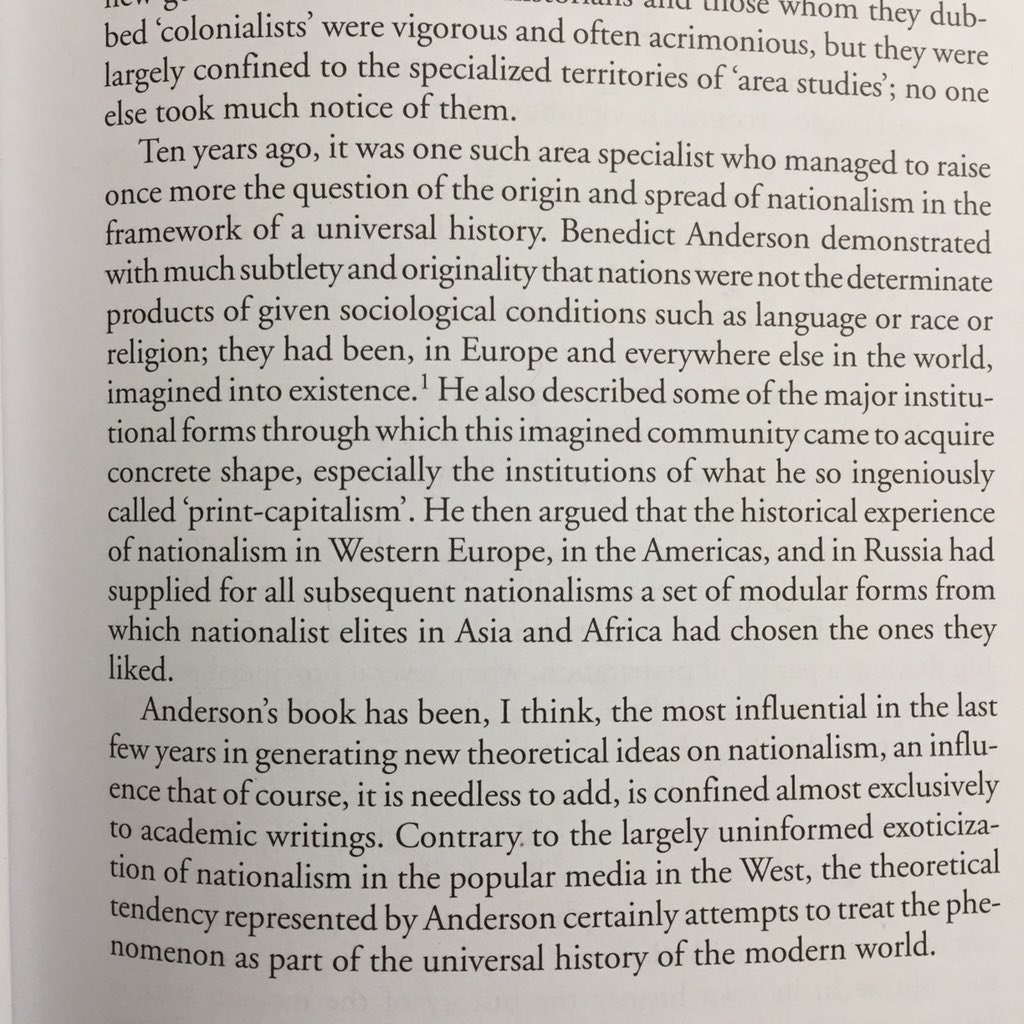 and those whom they dub-
bed ‘colonialists’ were vigorous and often acrimonious, but they were
largely confined to the specialized territories of ‘area studies’; no one
else took much notice of them.
Ten years ago, it was one such area specialist who managed to raise
once more the question of the origin and spread of nationalism in the
framework of a universal history. Benedict Anderson demonstrated
with much subtlety and originality that nations were not the determinate
products of given sociological conditions such as language or race or
religion; they had been, in Europe and everywhere else in the world,
imagined into existence.¹ He also described some of the major institu-
tional forms through which this imagined community came to acquire
concrete shape, especially the institutions of what he so ingeniously
called ‘print-capitalism’. He then argued that the historical experience
of nationalism in Western Europe, in the Americas, and in Russia had
supplied for all subsequent nationalisms a set of modular forms from
which nationalist elites in Asia and Africa had chosen the ones they
liked.
Anderson’s book has been, I think, the most influential in the last
few years in generating new theoretical ideas on nationalism, an influ-
ence that of course, it is needless to add, is confined almost exclusively
to academic writings. Contrary to the largely uninformed exoticiza-
tion of nationalism in the popular media in the West, the theoretical
tendency represented by Anderson certainly attempts to treat the phe-
nomenon as part of the universal history of the modern world.